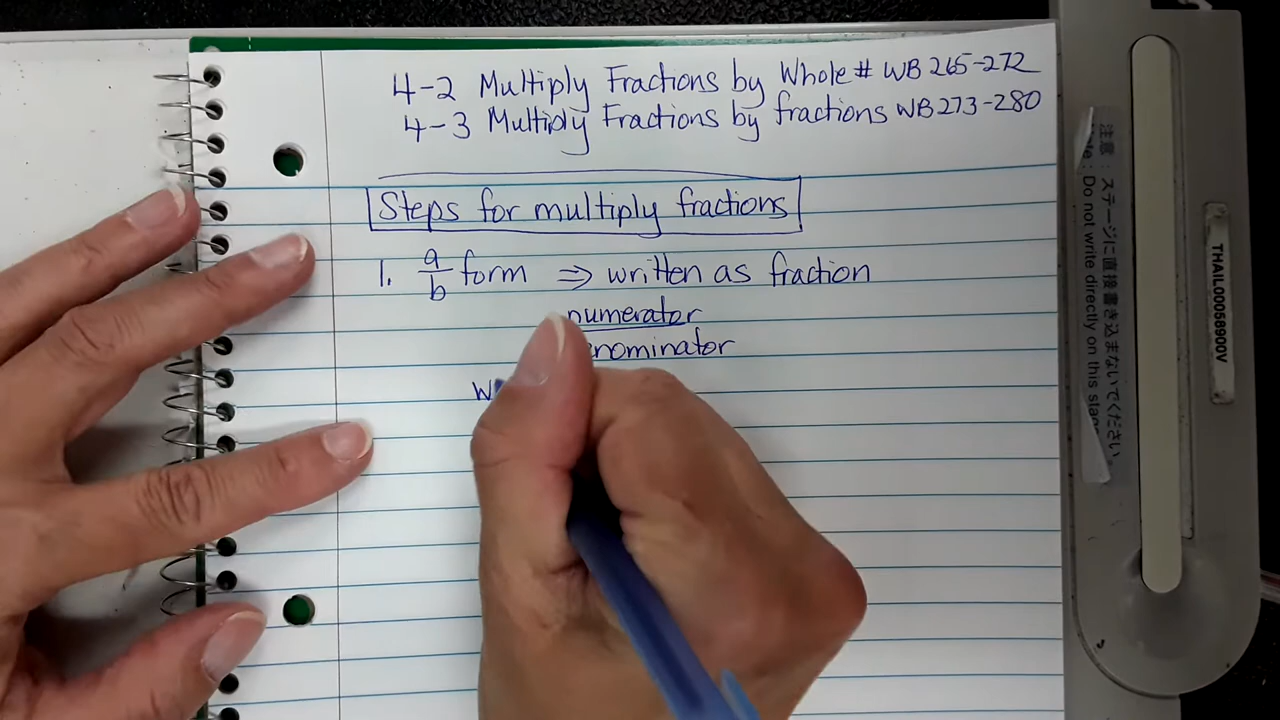 4-2 Multiply Fractions by Whole # WB 265-272
4-3 Multiply Fractions by fractions WB 273-280
Steps for multiply fractions
1. a/b form ⇒ written as fraction
numerator
nominator
W
注意: ステージに直接書き込まないでください。
Do not write directly on this stage
THAIL00058900V